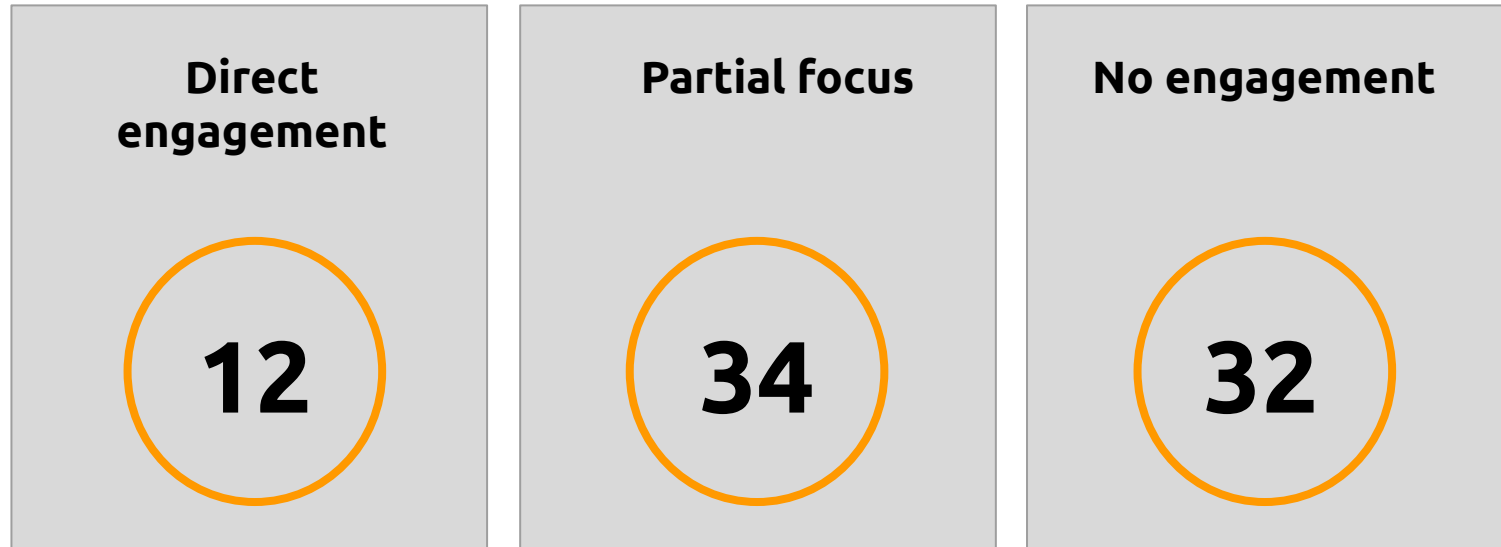 Direct
engagement
12
Partial focus
34
No engagement
32